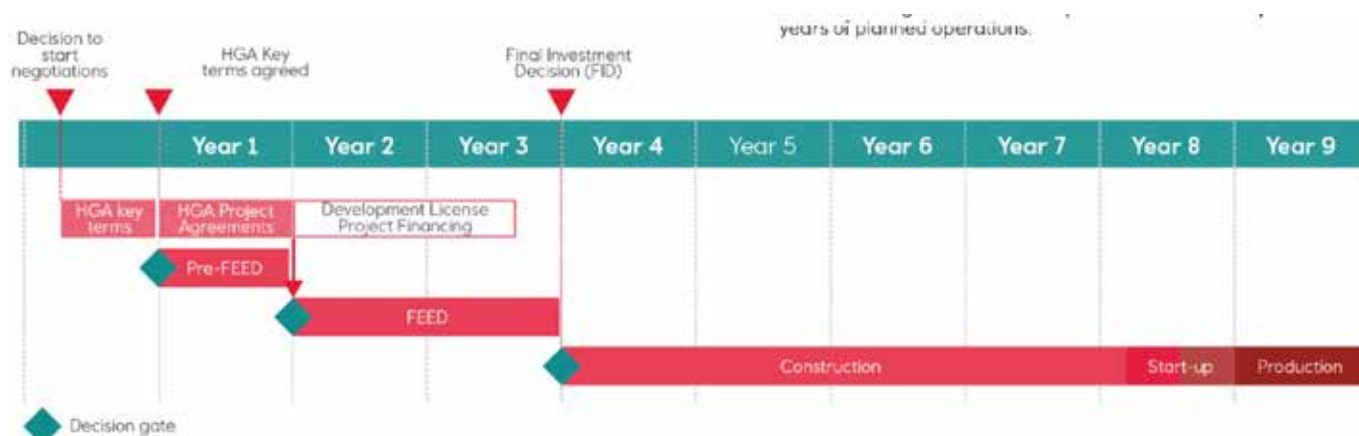 years of planned operations.
Decision to
start
negotiations
HGA Key
terms agreed
Final Investment
Decision (FID)
Year 1
Year 2
Year 3
Year 4
Year 5
Year 6
Year 7
Year 8
Year 9
HGA key
terms
HGA Project
Agreements
Development License
Project Financing
Pre-FEED
FEED
Construction
Start-up
Production
Decision gate